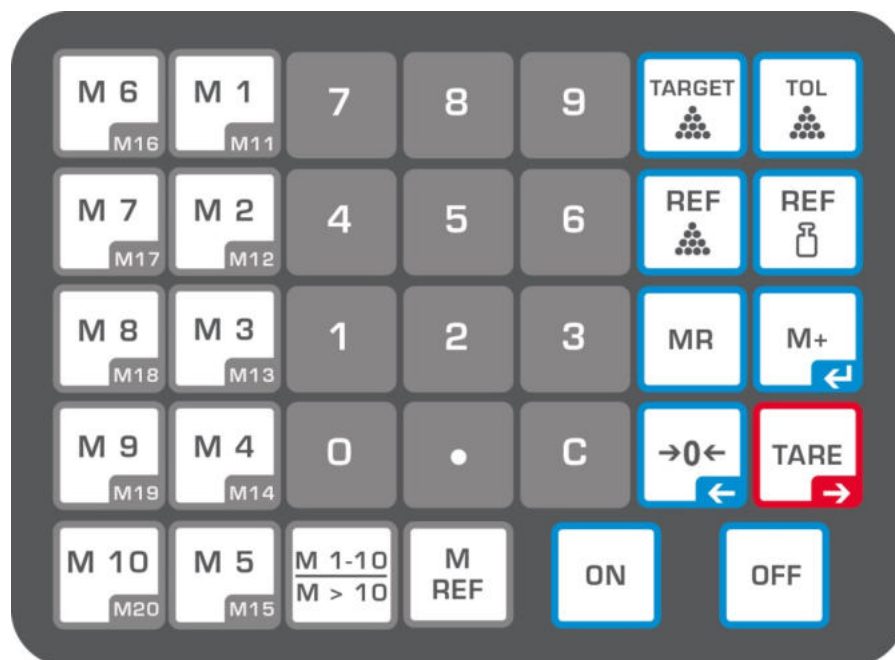 M 6 M 1 7 8 9 TARGET TOL
M16 M11
M 7 M 2 4 5 6 REF REF
M17 M12
M 8 M 3 1 2 3 MR M+
M18 M13
M 9 M 4 0 . C →0← TARE
M19 M14 ← →
M 10 M 5 M 1-10 M ON OFF
M > 10 REF
M20 M15